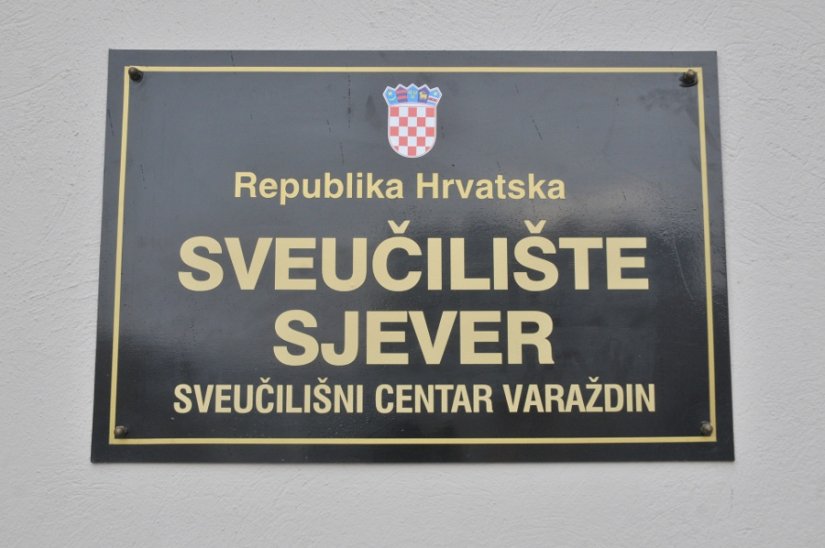 Republika Hrvatska
SVEUČILIŠTE
SJEVER
SVEUČILIŠNI CENTAR VARAŽDIN